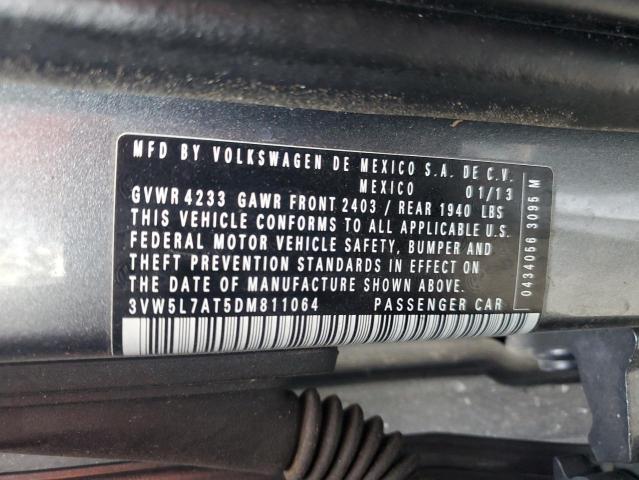 MFD BY VOLKSWAGEN DE MEXICO S.A. DE C.V.
MEXICO 01/13
GVWR 4233 GAWR FRONT 2403 / REAR 1940 LBS
THIS VEHICLE CONFORMS TO ALL APPLICABLE U.S.
FEDERAL MOTOR VEHICLE SAFETY, BUMPER AND
THEFT PREVENTION STANDARDS IN EFFECT ON
THE DATE OF MANUFACTURE SHOWN ABOVE.
3VW5L7AT5DM811064 PASSENGER CAR
0434056 3095 M